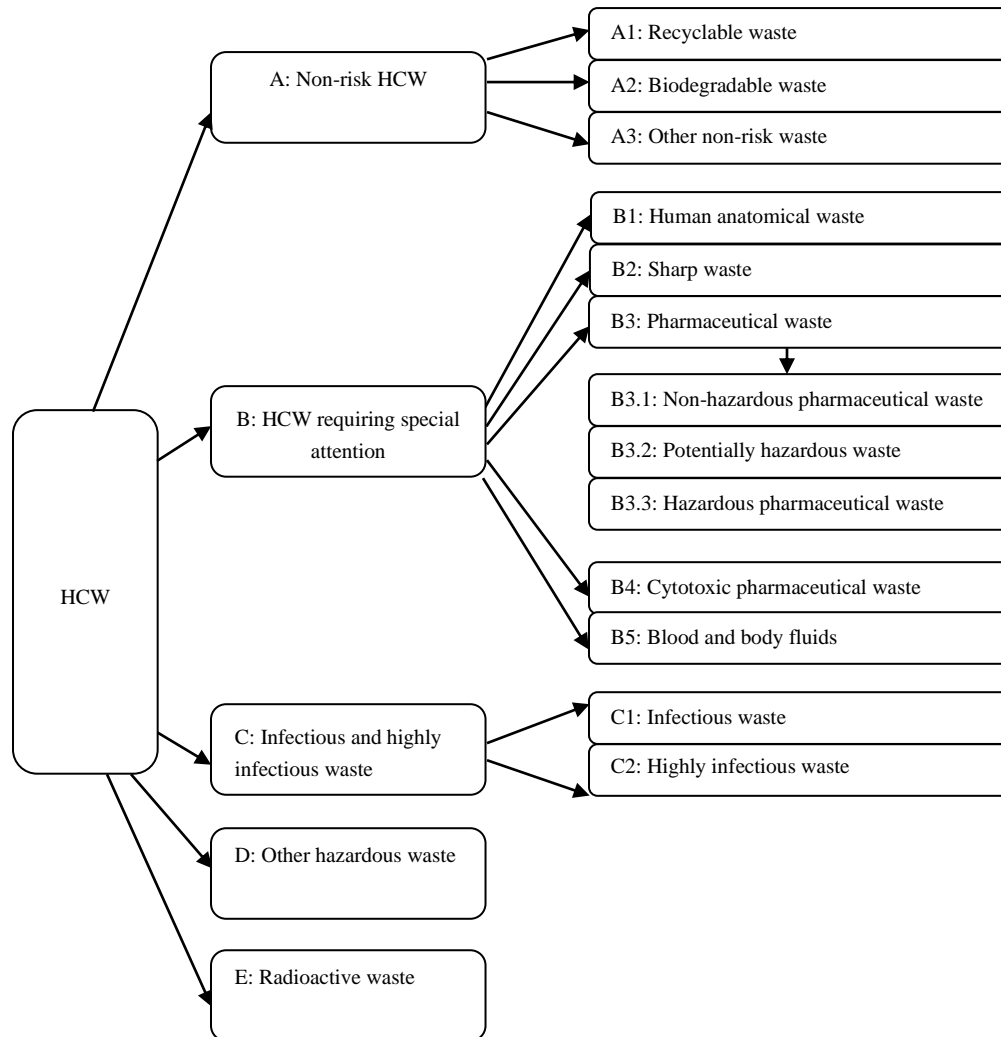 HCW
A: Non-risk HCW
A1: Recyclable waste
A2: Biodegradable waste
A3: Other non-risk waste
B: HCW requiring special
attention
B1: Human anatomical waste
B2: Sharp waste
B3: Pharmaceutical waste
B3.1: Non-hazardous pharmaceutical waste
B3.2: Potentially hazardous waste
B3.3: Hazardous pharmaceutical waste
B4: Cytotoxic pharmaceutical waste
B5: Blood and body fluids
C: Infectious and highly
infectious waste
C1: Infectious waste
C2: Highly infectious waste
D: Other hazardous waste
E: Radioactive waste